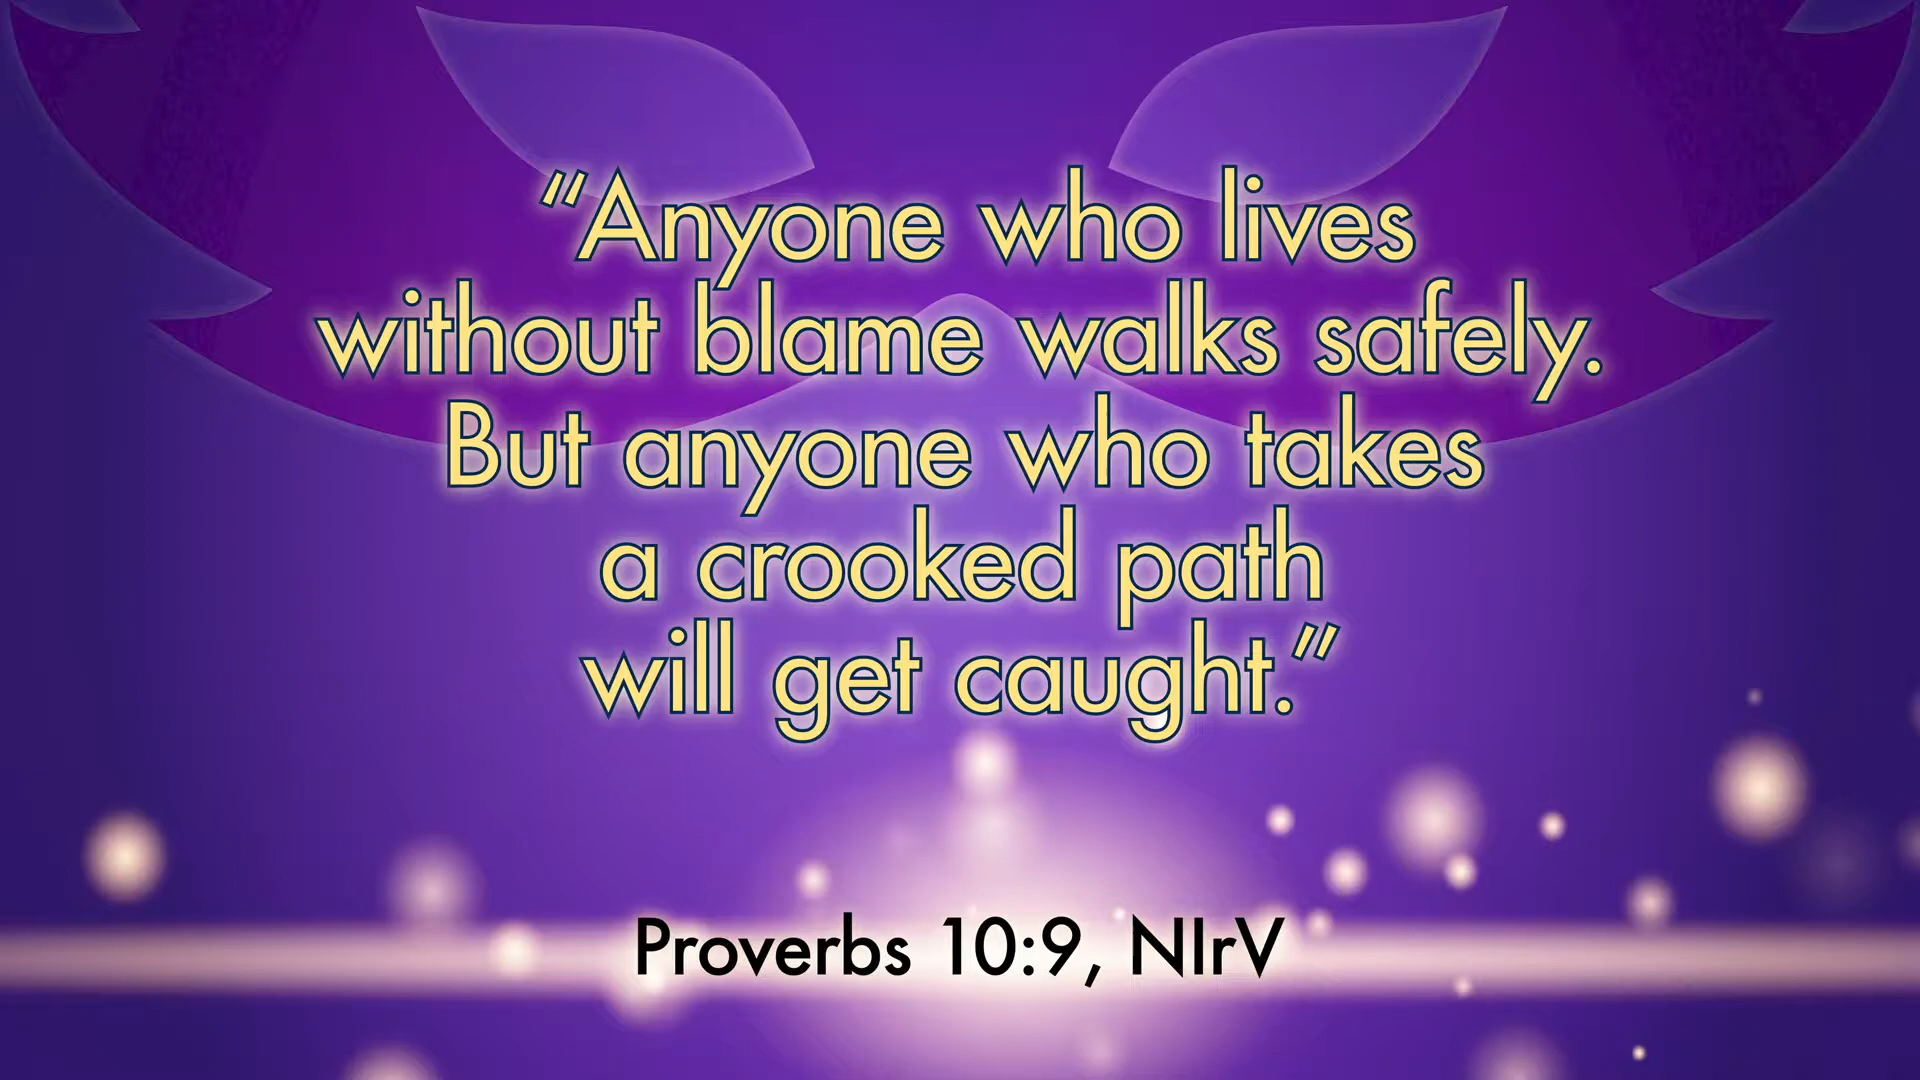 “Anyone who lives
without blame walks safely.
But anyone who takes
a crooked path
will get caught.”
Proverbs 10:9, NIrV